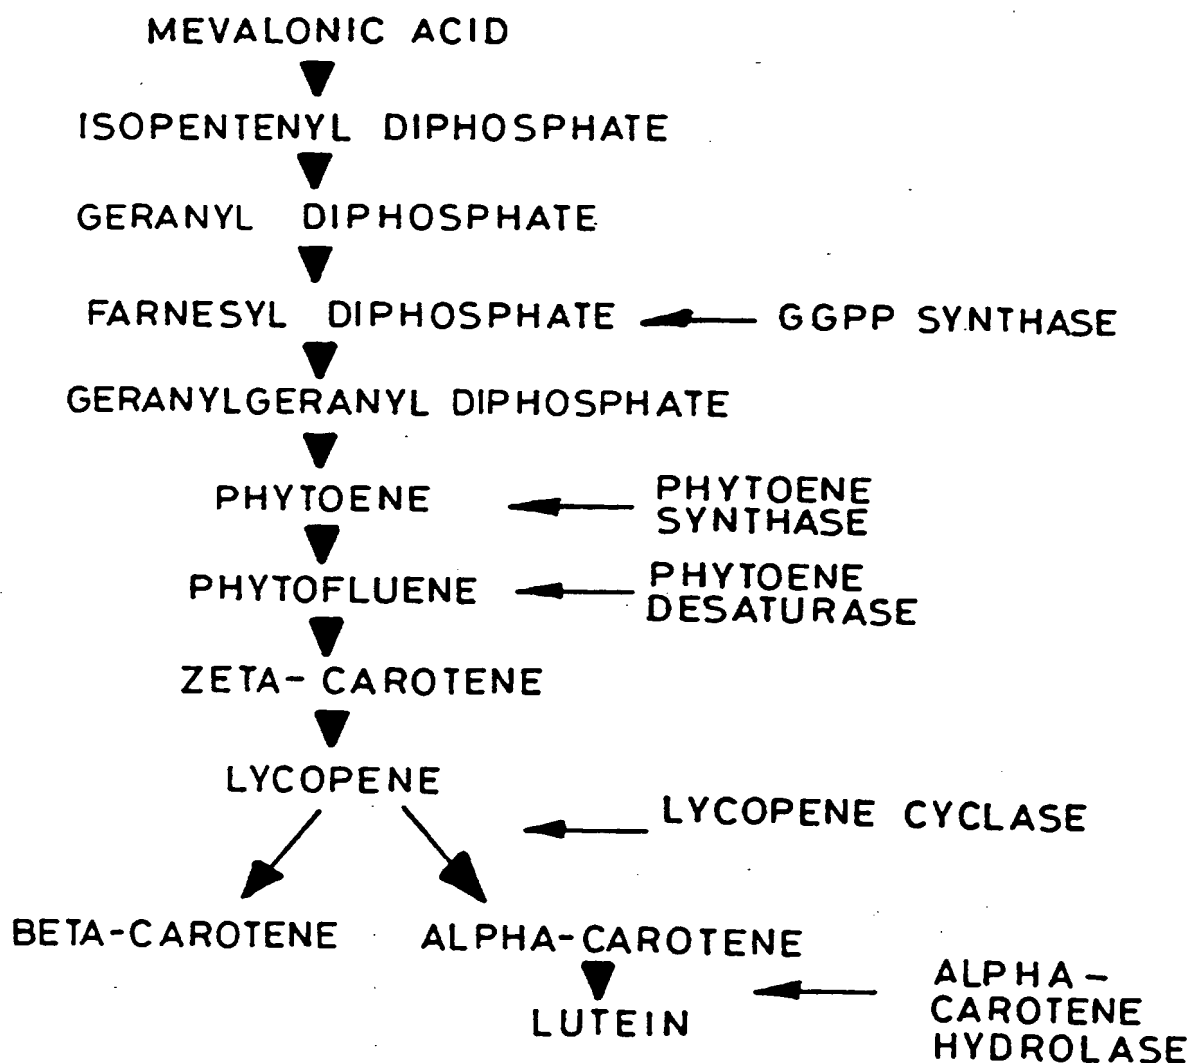 MEVALONIC ACID
ISOPENTENYL DIPHOSPHATE
GERANYL DIPHOSPHATE
FARNESYL DIPHOSPHATE
GGPP SYNTHASE
GERANYLGERANYL DIPHOSPHATE
PHYTOENE
PHYTOENE
SYNTHASE
PHYTOFLUENE
PHYTOENE
DESATURASE
ZETA- CAROTENE
LYCOPENE
LYCOPENE CYCLASE
BETA-CAROTENE
ALPHA-CAROTENE
LUTEIN
ALPHA-
CAROTENE
HYDROLASE